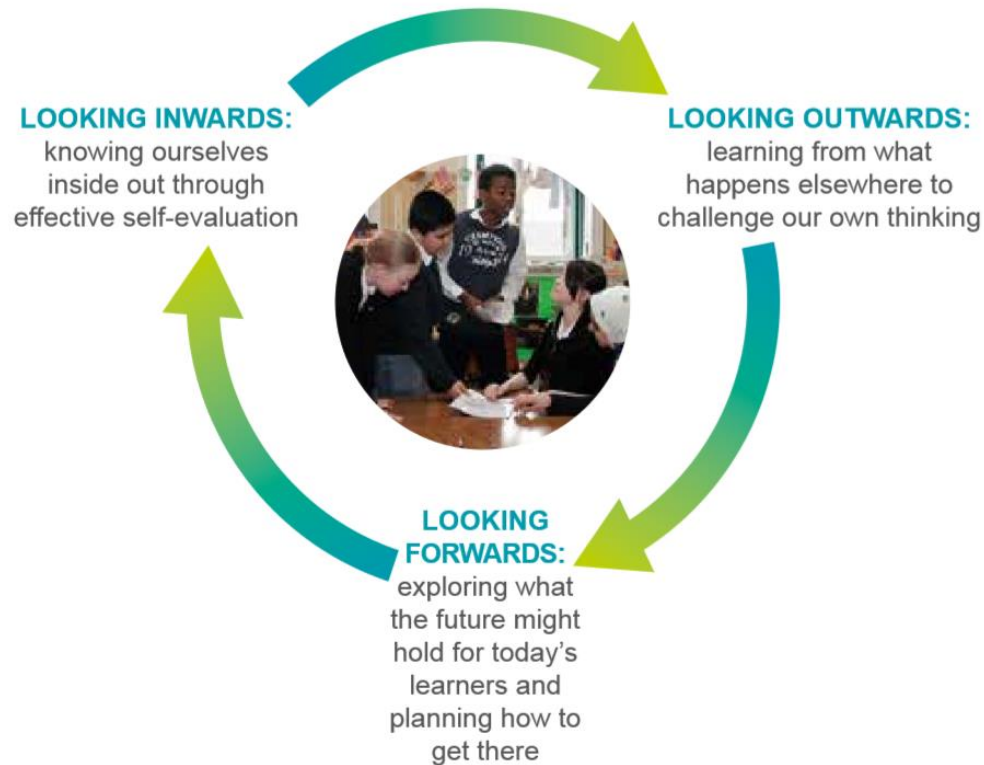 LOOKING INWARDS:
knowing ourselves
inside out through
effective self-evaluation
LOOKING OUTWARDS:
learning from what
happens elsewhere to
challenge our own thinking
LOOKING
FORWARDS:
exploring what
the future might
hold for today's
learners and
planning how to
get there